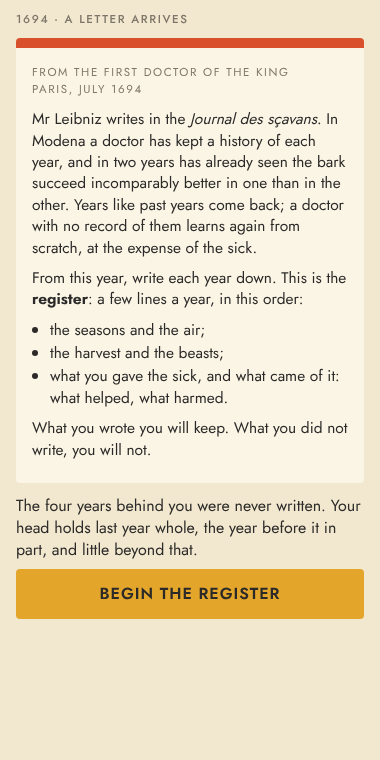 1694 · A LETTER ARRIVES
FROM THE FIRST DOCTOR OF THE KING
PARIS, JULY 1694
Mr Leibniz writes in the Journal des sçavans. In
Modena a doctor has kept a history of each
year, and in two years has already seen the bark
succeed incomparably better in one than in the
other. Years like past years come back; a doctor
with no record of them learns again from
scratch, at the expense of the sick.
From this year, write each year down. This is the
register: a few lines a year, in this order:
• the seasons and the air;
• the harvest and the beasts;
• what you gave the sick, and what came of it:
what helped, what harmed.
What you wrote you will keep. What you did not
write, you will not.
The four years behind you were never written. Your
head holds last year whole, the year before it in
part, and little beyond that.
BEGIN THE REGISTER